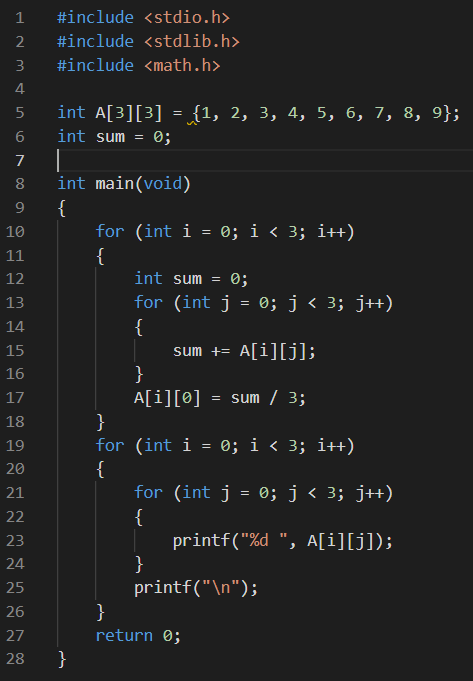 1 #include <stdio.h>
2 #include <stdlib.h>
3 #include <math.h>
4
5 int A[3][3] = {1, 2, 3, 4, 5, 6, 7, 8, 9};
6 int sum = 0;
7
8 int main(void)
9 {
10     for (int i = 0; i < 3; i++)
11     {
12         int sum = 0;
13         for (int j = 0; j < 3; j++)
14         {
15             sum += A[i][j];
16         }
17         A[i][0] = sum / 3;
18     }
19     for (int i = 0; i < 3; i++)
20     {
21         for (int j = 0; j < 3; j++)
22         {
23             printf("%d ", A[i][j]);
24         }
25         printf("\n");
26     }
27     return 0;
28 }